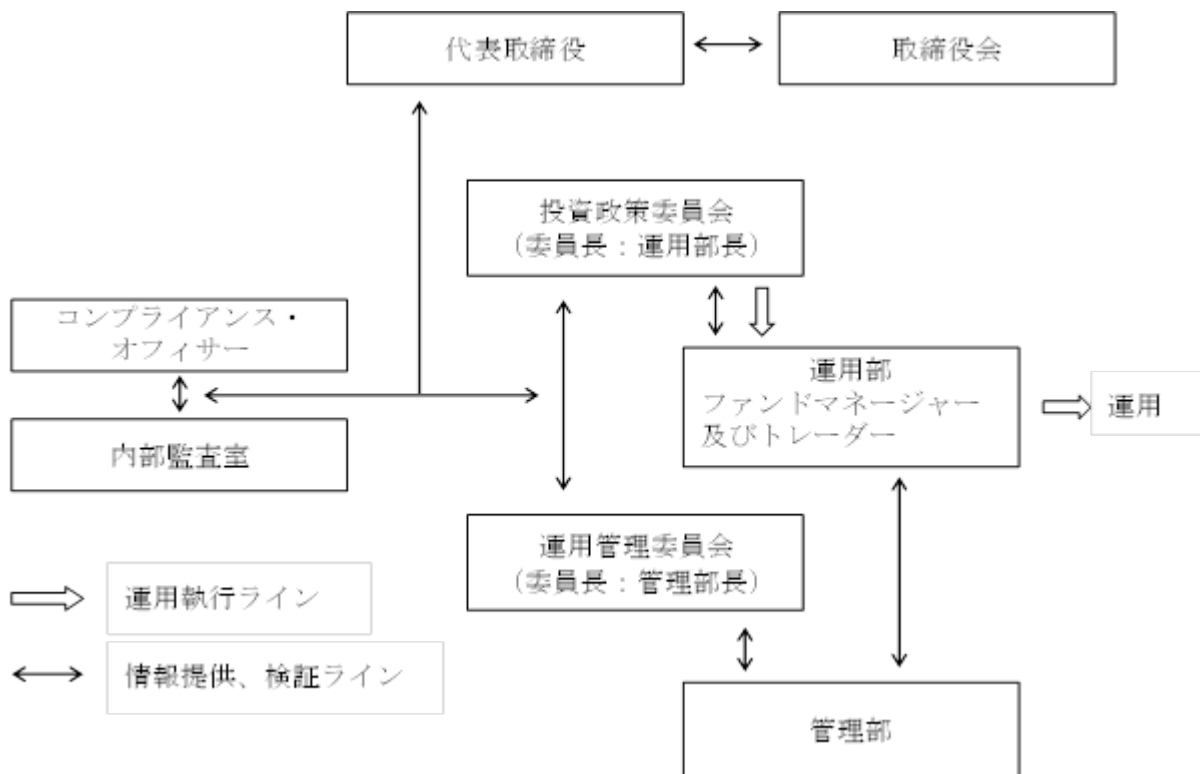 代表取締役
取締役会
投資政策委員会
(委員長：運用部長)
コンプライアンス・
オフィサー
運用部
ファンドマネージャー
及びトレーダー
運用
内部監査室
運用管理委員会
(委員長：管理部長)
運用執行ライン
情報提供、検証ライン
管理部